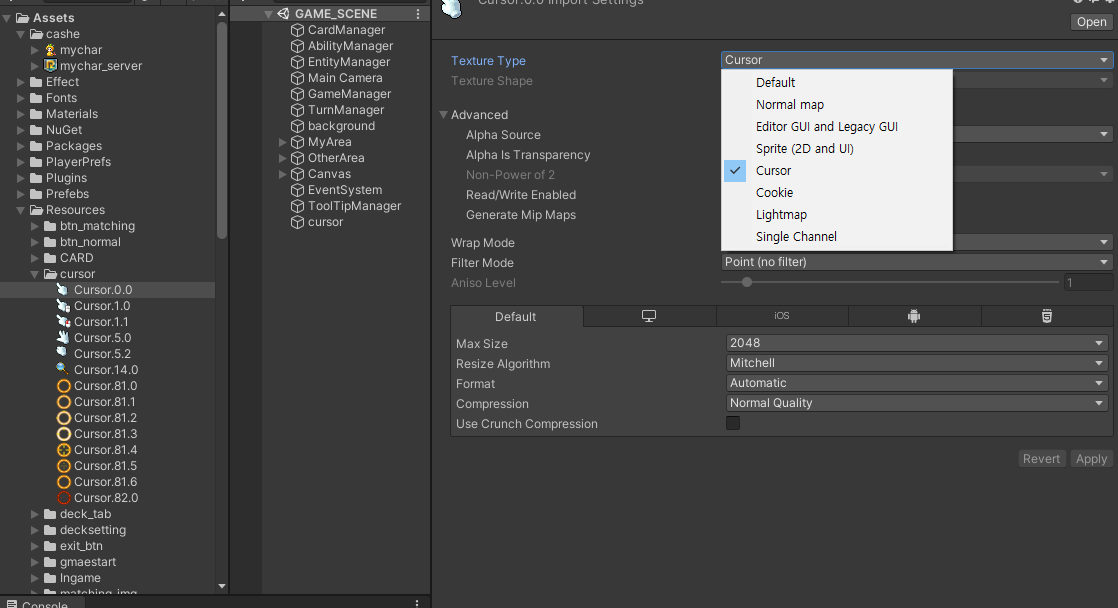 Assets
cashe
mychar
mychar_server
Effect
Fonts
Materials
NuGet
Packages
PlayerPrefs
Plugins
Prefebs
Resources
btn_matching
btn_normal
CARD
cursor
Cursor.0.0
Cursor.1.0
Cursor.1.1
Cursor.5.0
Cursor.5.2
Cursor.14.0
Cursor.81.0
Cursor.81.1
Cursor.81.2
Cursor.81.3
Cursor.81.4
Cursor.81.5
Cursor.81.6
Cursor.82.0
deck_tab
decksetting
exit_btn
gmaestart
Ingame
matching_img
Console
GAME_SCENE
CardManager
AbilityManager
EntityManager
Main Camera
GameManager
TurnManager
background
MyArea
OtherArea
Canvas
EventSystem
ToolTipManager
cursor
Cursor.0.0 Import Settings
Open
Texture Type Cursor
Texture Shape
Advanced
Alpha Source
Alpha Is Transparency
Non-Power of 2
Read/Write Enabled
Generate Mip Maps
Wrap Mode
Filter Mode Point (no filter)
Aniso Level 1
Default
Normal map
Editor GUI and Legacy GUI
Sprite (2D and UI)
Cursor
Cookie
Lightmap
Single Channel
Default iOS
Max Size 2048
Resize Algorithm Mitchell
Format Automatic
Compression Normal Quality
Use Crunch Compression
Revert Apply